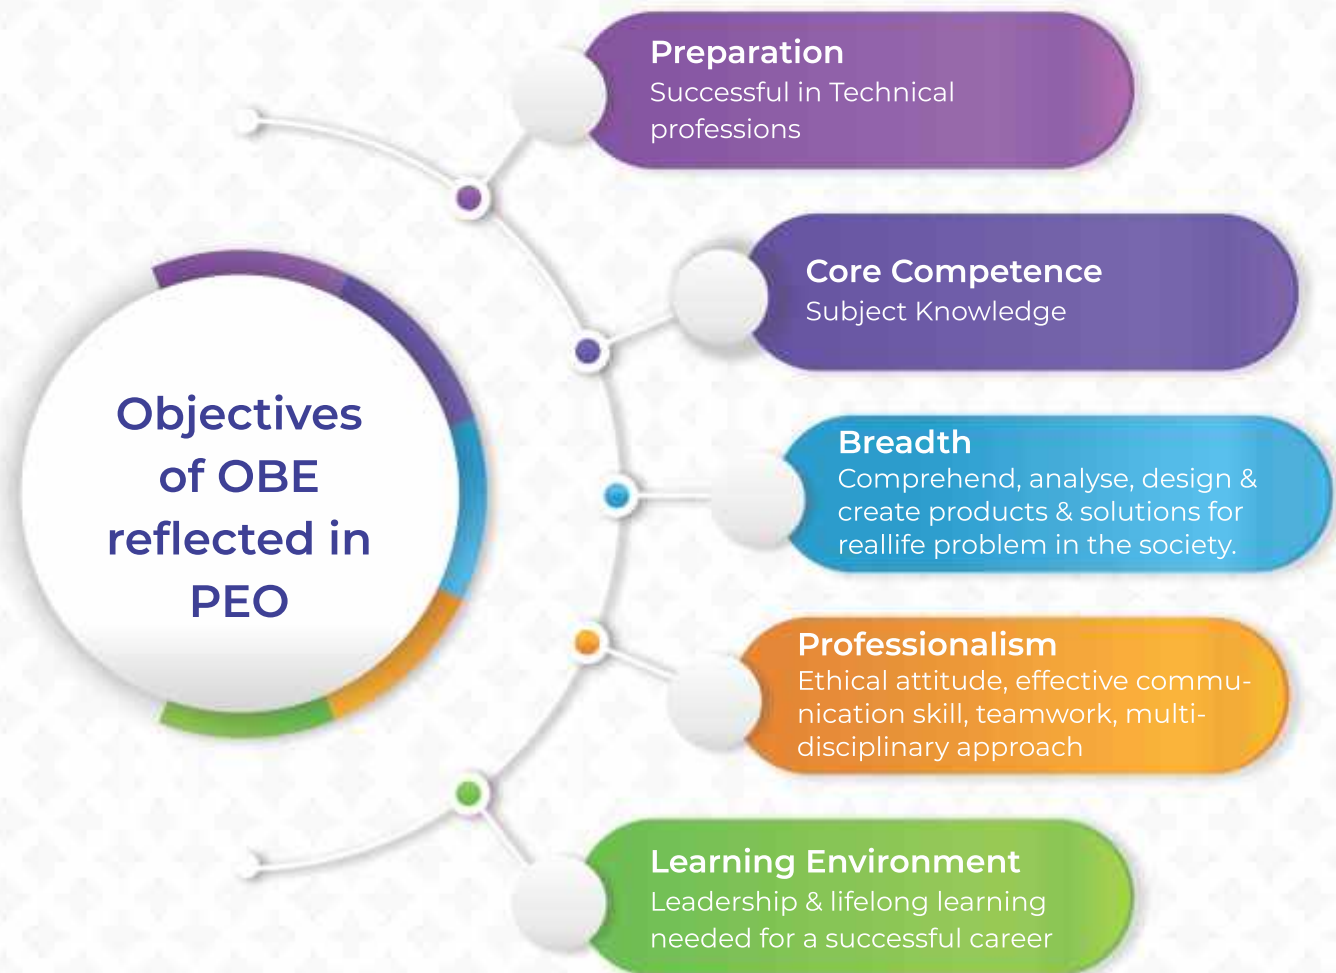 Objectives
of OBE
reflected in
PEO
Preparation
Successful in Technical
professions
Core Competence
Subject Knowledge
Breadth
Comprehend, analyse, design &
create products & solutions for
reallife problem in the society.
Professionalism
Ethical attitude, effective commu-
nication skill, teamwork, multi-
disciplinary approach
Learning Environment
Leadership & lifelong learning
needed for a successful career